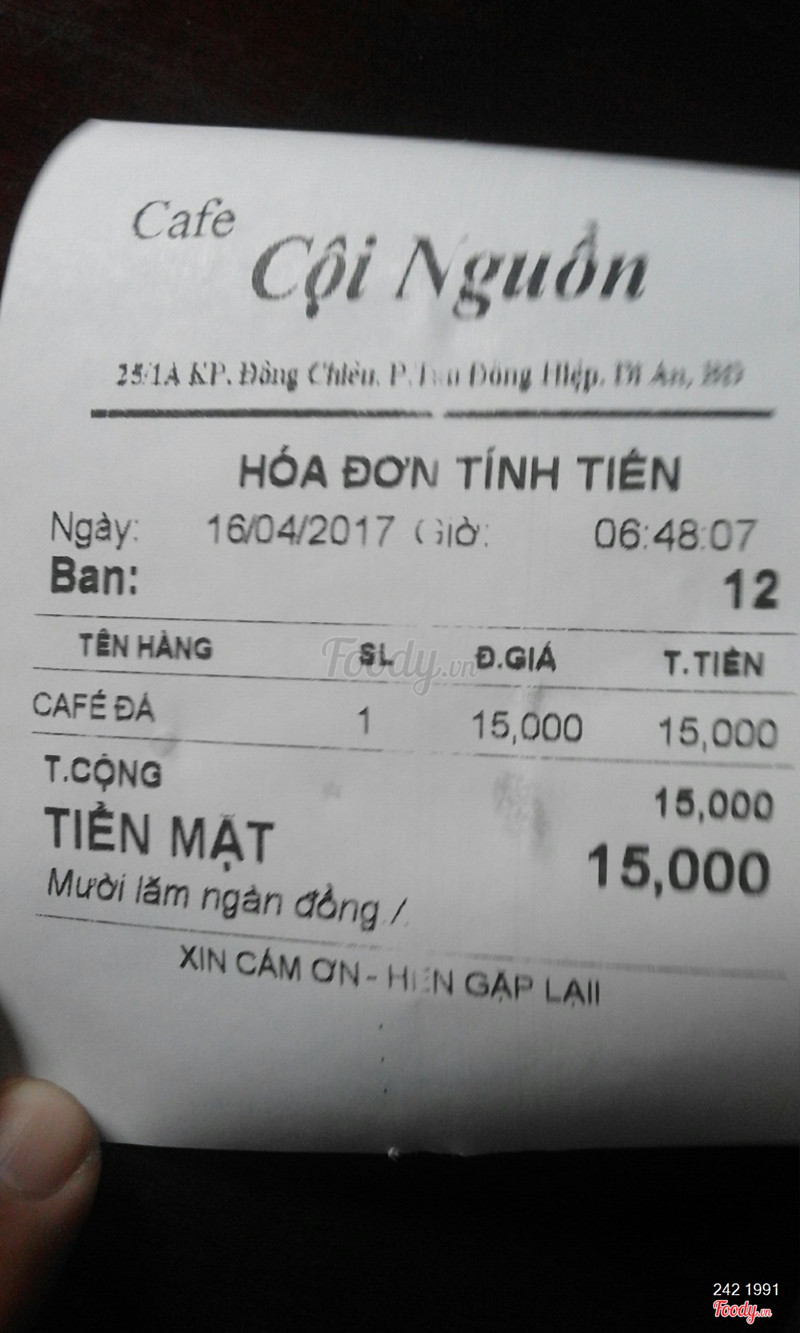 Cafe
Cội Nguồn
25/1A KP. Đông Chiêu, P. Tân Đông Hiệp, Dĩ An, BD
HÓA ĐƠN TÍNH TIỀN
Ngày: 16/04/2017 Giờ: 06:48:07
Ban: 12
TÊN HÀNG SL Đ.GIÁ T.TIỀN
CAFÉ ĐÁ 1 15,000 15,000
T.CỘNG 15,000
TIỀN MẶT 15,000
Mười lăm ngàn đồng /.
XIN CÁM ƠN - HẸN GẶP LẠI!
Foody.vn
242 1991
Foody.vn